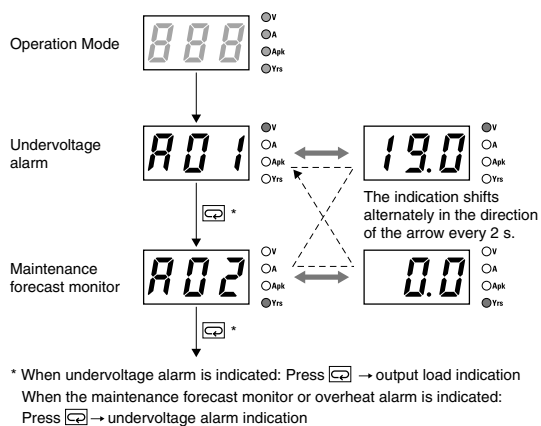 Operation Mode
888
V
A
Apk
Yrs
Undervoltage
alarm
A01
V
A
Apk
Yrs
19.0
V
A
Apk
Yrs
The indication shifts
alternately in the direction
of the arrow every 2 s.
*
Maintenance
forecast monitor
A02
V
A
Apk
Yrs
0.0
V
A
Apk
Yrs
*
* When undervoltage alarm is indicated: Press → output load indication
When the maintenance forecast monitor or overheat alarm is indicated:
Press → undervoltage alarm indication